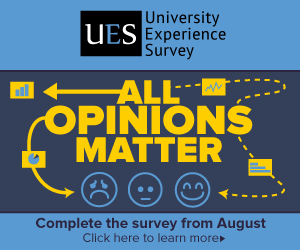 UES
University
Experience
Survey
ALL
OPINIONS
MATTER
Complete the survey from August
Click here to learn more▸